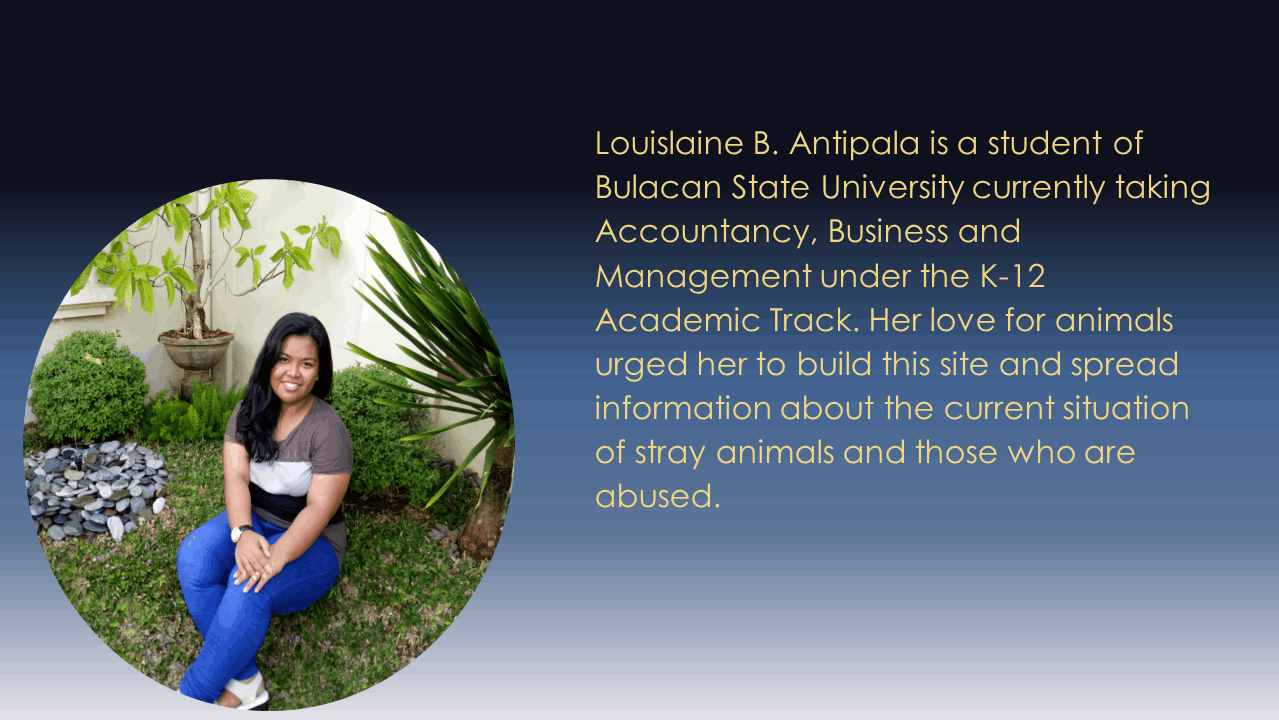 Louislaine B. Antipala is a student of
Bulacan State University currently taking
Accountancy, Business and
Management under the K-12
Academic Track. Her love for animals
urged her to build this site and spread
information about the current situation
of stray animals and those who are
abused.